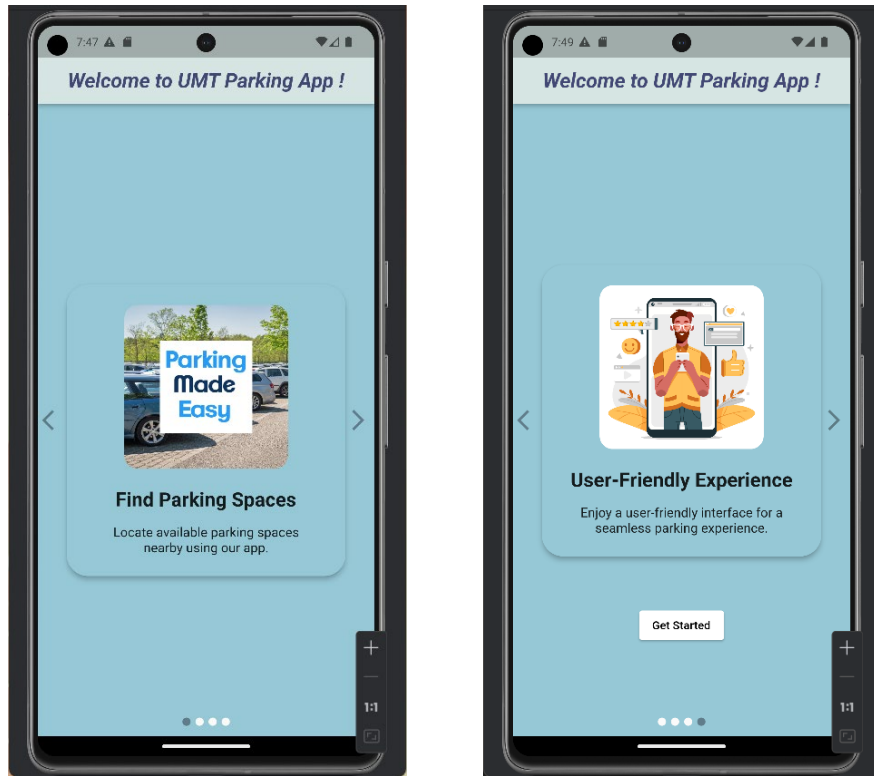 7:47
Welcome to UMT Parking App !
Parking
Made
Easy
Find Parking Spaces
Locate available parking spaces
nearby using our app.
1:1
7:49
Welcome to UMT Parking App !
User-Friendly Experience
Enjoy a user-friendly interface for a
seamless parking experience.
Get Started
1:1